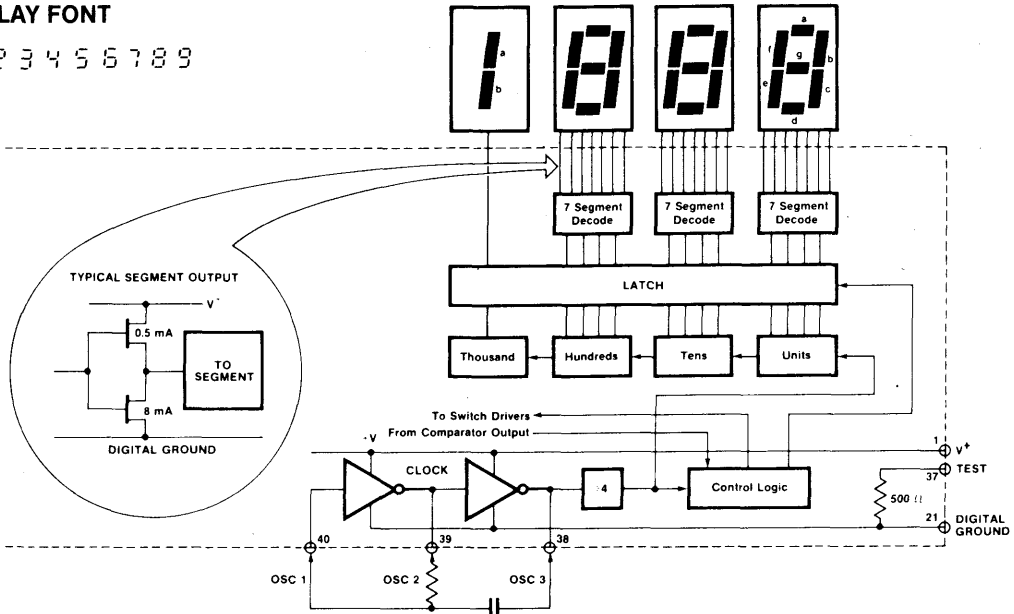 LAY FONT
2 3 4 5 6 7 8 9
a
b
a
f
g
b
e
c
d
7 Segment
Decode
7 Segment
Decode
7 Segment
Decode
TYPICAL SEGMENT OUTPUT
V+
0.5 mA
TO
SEGMENT
8 mA
DIGITAL GROUND
LATCH
Thousand
Hundreds
Tens
Units
To Switch Drivers
From Comparator Output
V
CLOCK
4
Control Logic
1
V+
TEST
37
500 Ω
21
DIGITAL
GROUND
40
39
38
OSC 1
OSC 2
OSC 3